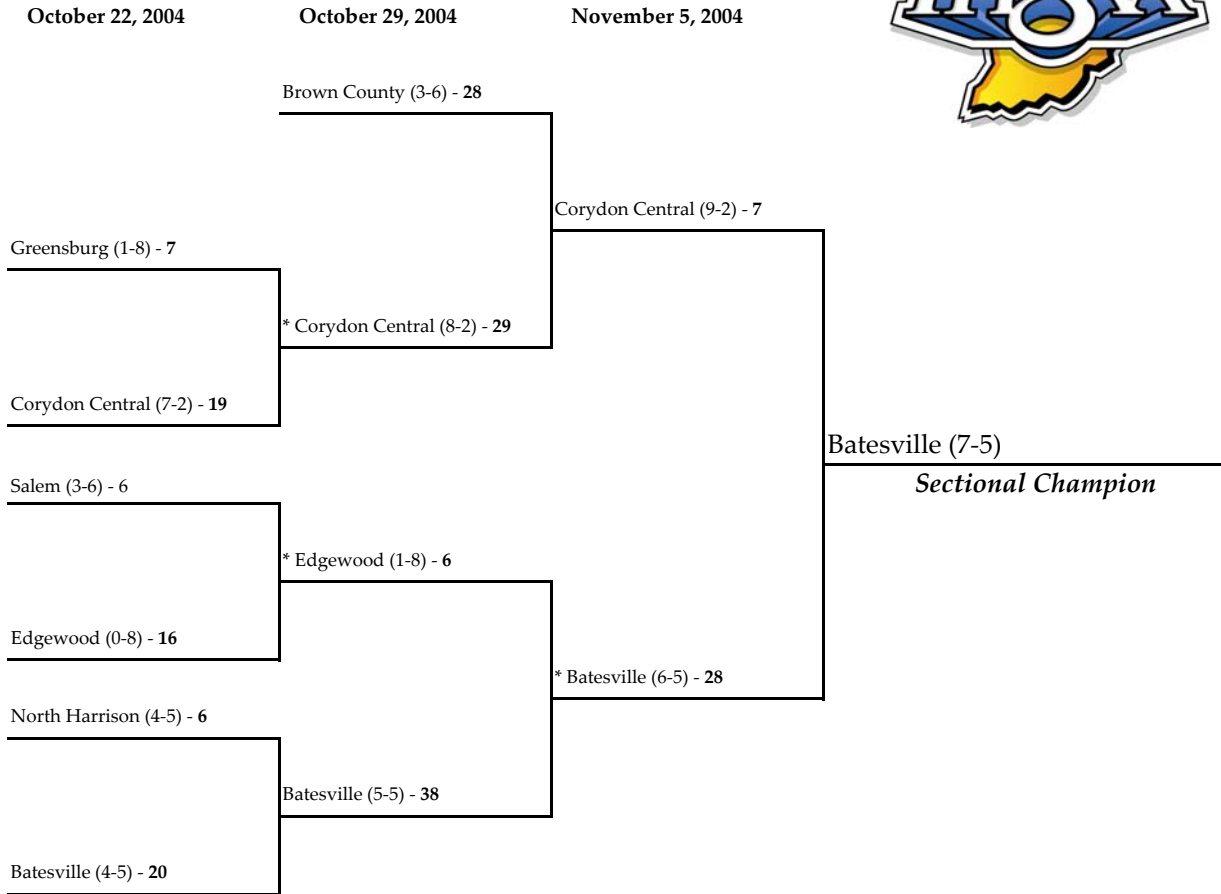 October 22, 2004 October 29, 2004 November 5, 2004
Brown County (3-6) - 28
Corydon Central (9-2) - 7
Greensburg (1-8) - 7
* Corydon Central (8-2) - 29
Corydon Central (7-2) - 19
Batesville (7-5)
Sectional Champion
Salem (3-6) - 6
* Edgewood (1-8) - 6
Edgewood (0-8) - 16
* Batesville (6-5) - 28
North Harrison (4-5) - 6
Batesville (5-5) - 38
Batesville (4-5) - 20